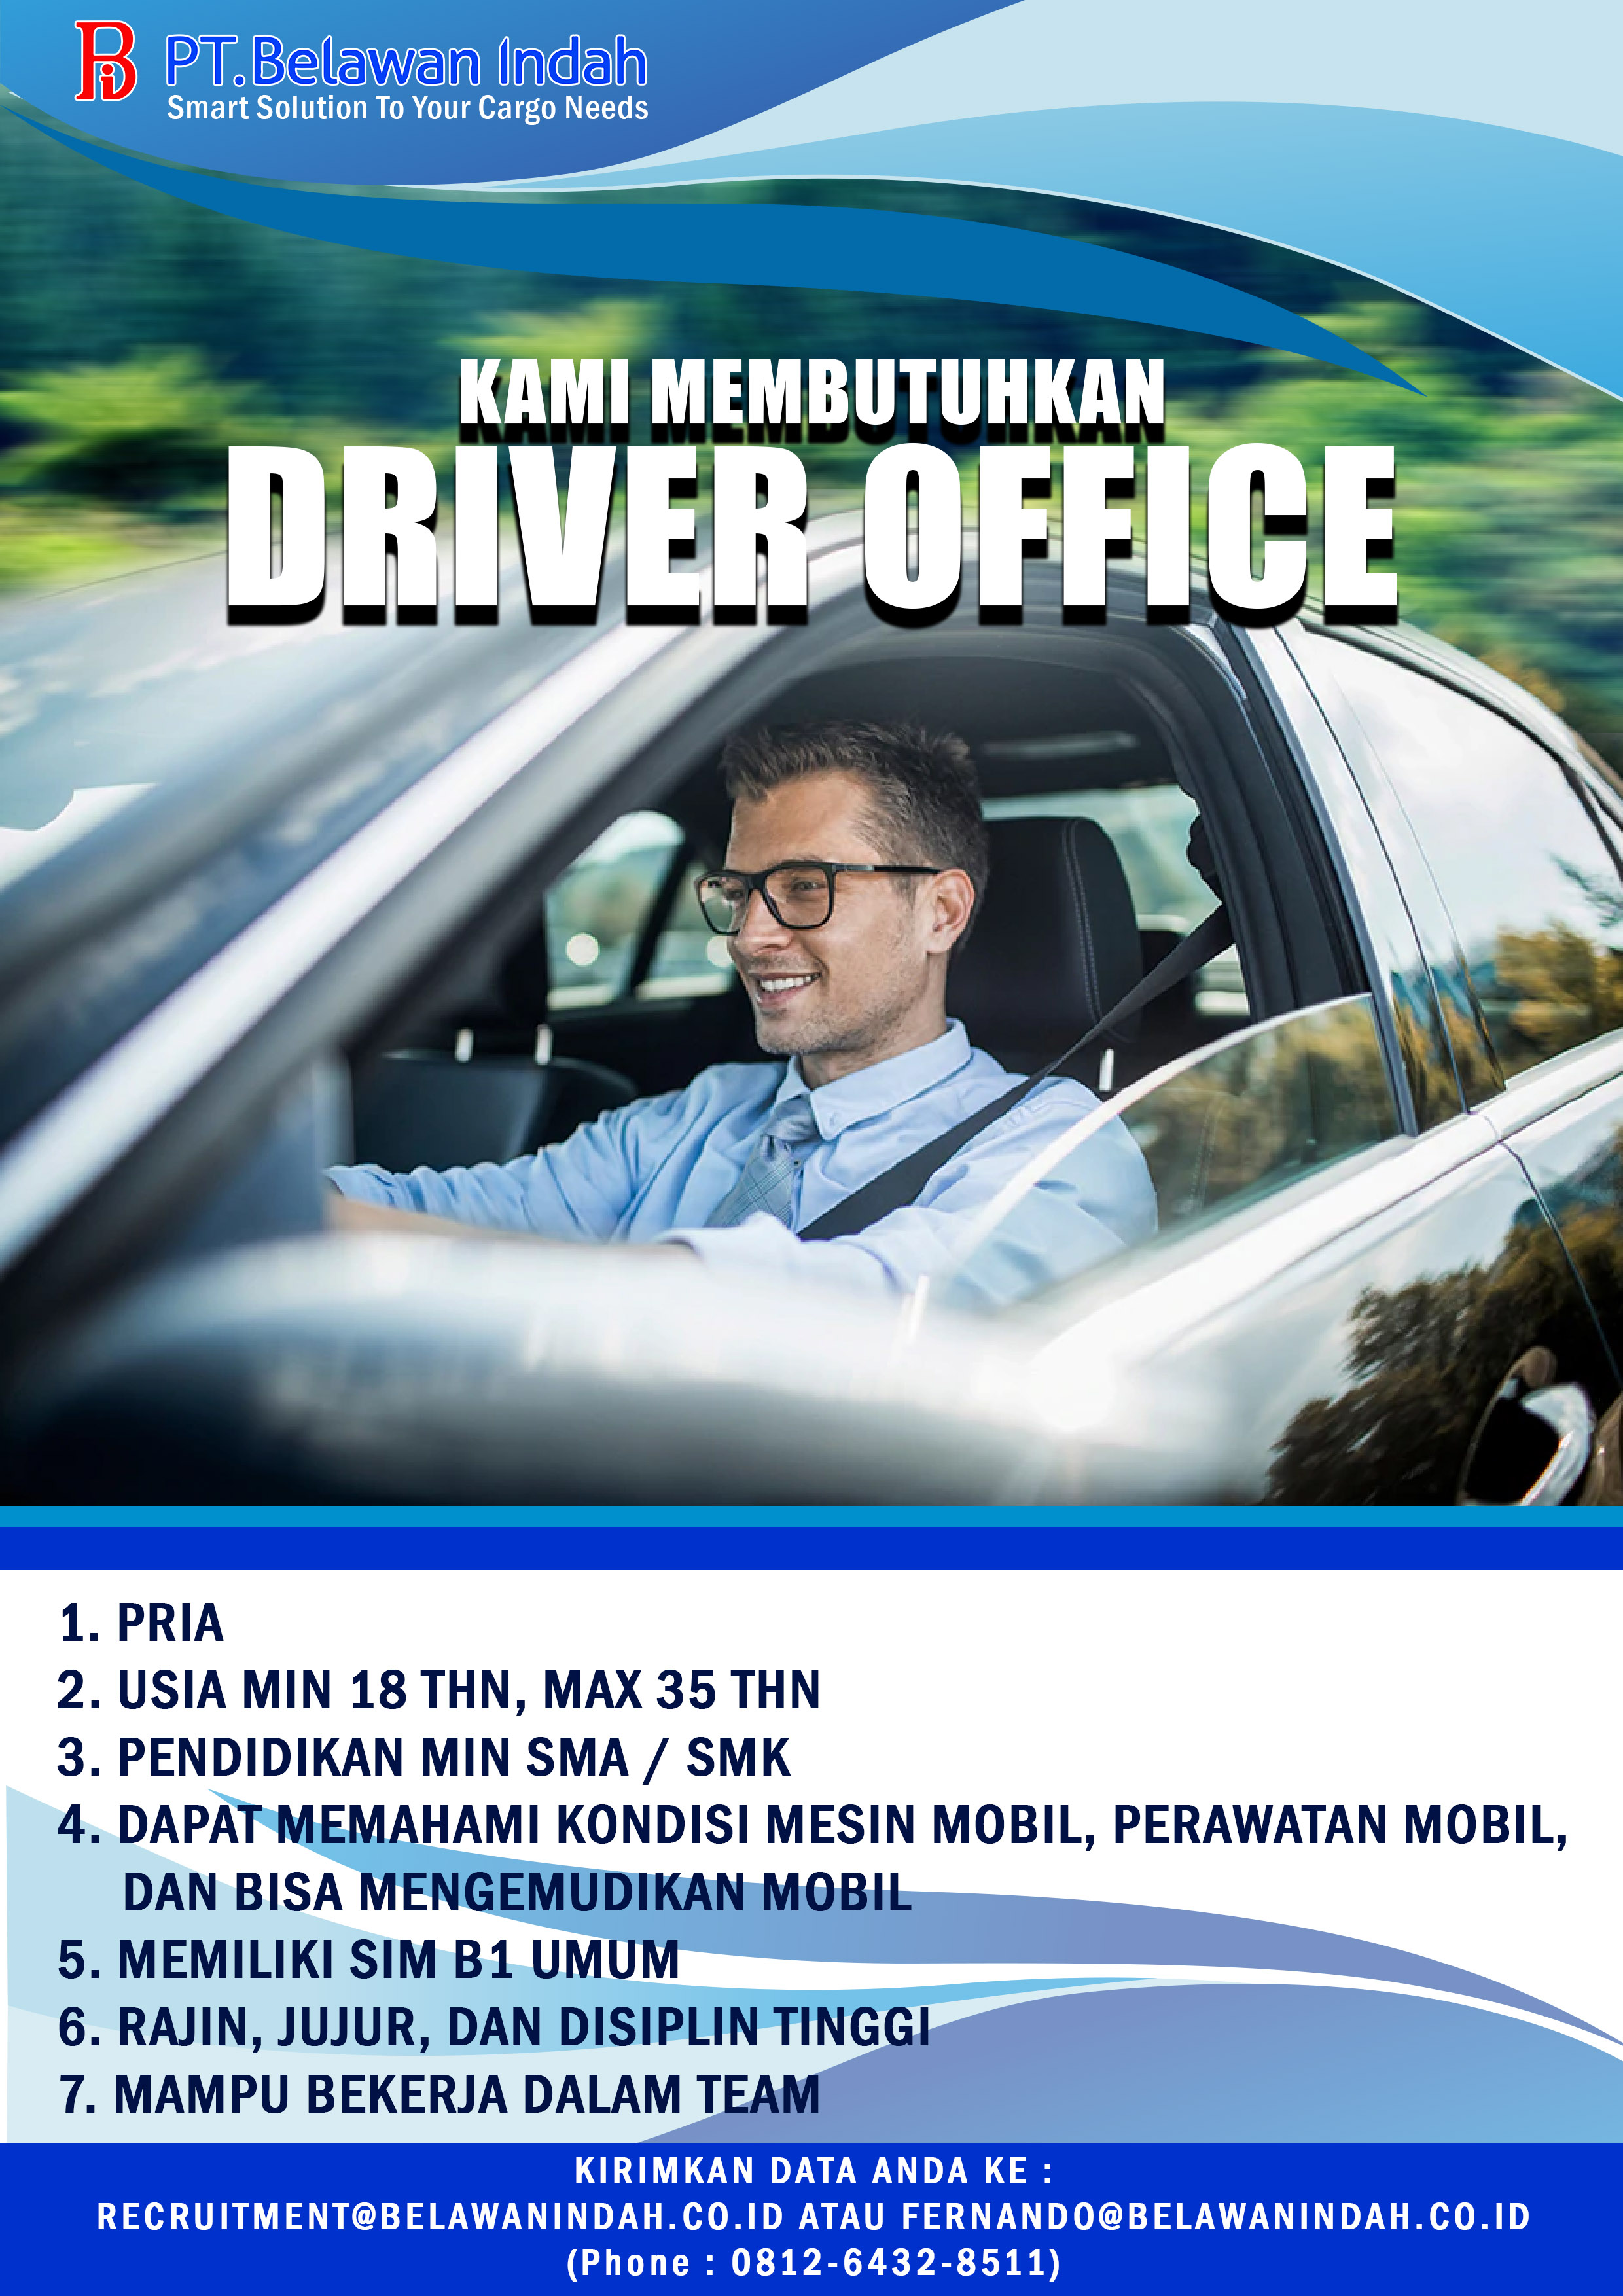 Bi PT.Belawan Indah
Smart Solution To Your Cargo Needs
KAMI MEMBUTUHKAN
DRIVER OFFICE
1. PRIA
2. USIA MIN 18 THN, MAX 35 THN
3. PENDIDIKAN MIN SMA / SMK
4. DAPAT MEMAHAMI KONDISI MESIN MOBIL, PERAWATAN MOBIL,
DAN BISA MENGEMUDIKAN MOBIL
5. MEMILIKI SIM B1 UMUM
6. RAJIN, JUJUR, DAN DISIPLIN TINGGI
7. MAMPU BEKERJA DALAM TEAM
KIRIMKAN DATA ANDA KE :
RECRUITMENT@BELAWANINDAH.CO.ID ATAU FERNANDO@BELAWANINDAH.CO.ID
(Phone : 0812-6432-8511)